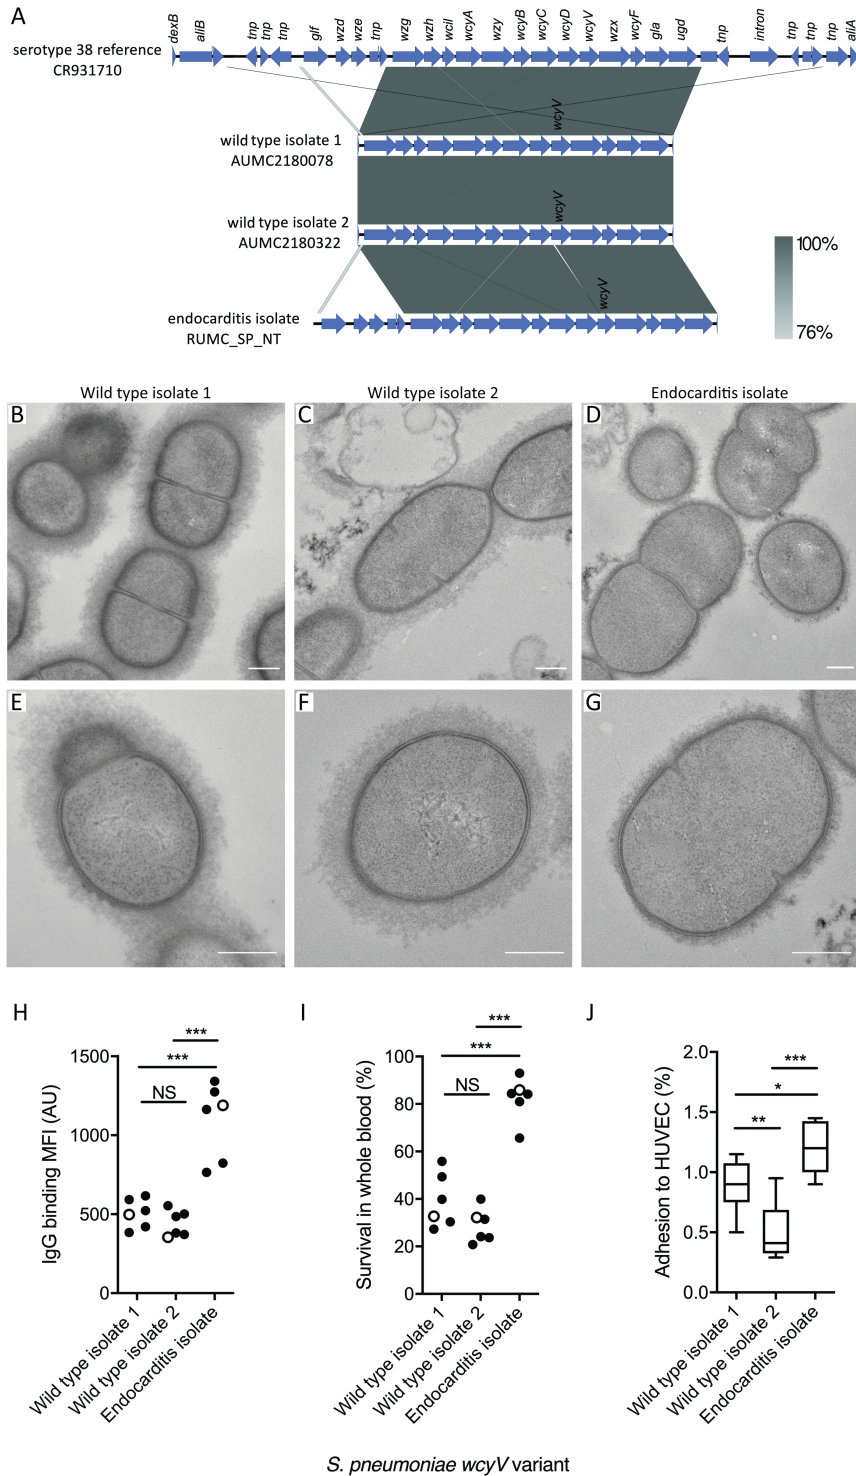 A
dexB aliB tnp tnp tnp glf wzd wze tnp wzg wzh wcil wcyA wzy wcyB wcyC wcyD wcyV wzx wcyF gla ugd tnp intron tnp tnp tnp aliA
serotype 38 reference
CR931710
wcyV
wild type isolate 1
AUMC2180078
wcyV
wild type isolate 2
AUMC2180322
100%
76%
wcyV
endocarditis isolate
RUMC_SP_NT
Wild type isolate 1 Wild type isolate 2 Endocarditis isolate
B C D
E F G
H I J
IgG binding MFI (AU)
1500
1000
500
0
***
***
NS
Wild type isolate 1
Wild type isolate 2
Endocarditis isolate
Survival in whole blood (%)
100
80
60
40
20
0
***
***
NS
Wild type isolate 1
Wild type isolate 2
Endocarditis isolate
Adhesion to HUVEC (%)
2.0
1.5
1.0
0.5
0.0
***
*
**
Wild type isolate 1
Wild type isolate 2
Endocarditis isolate
S. pneumoniae wcyV variant